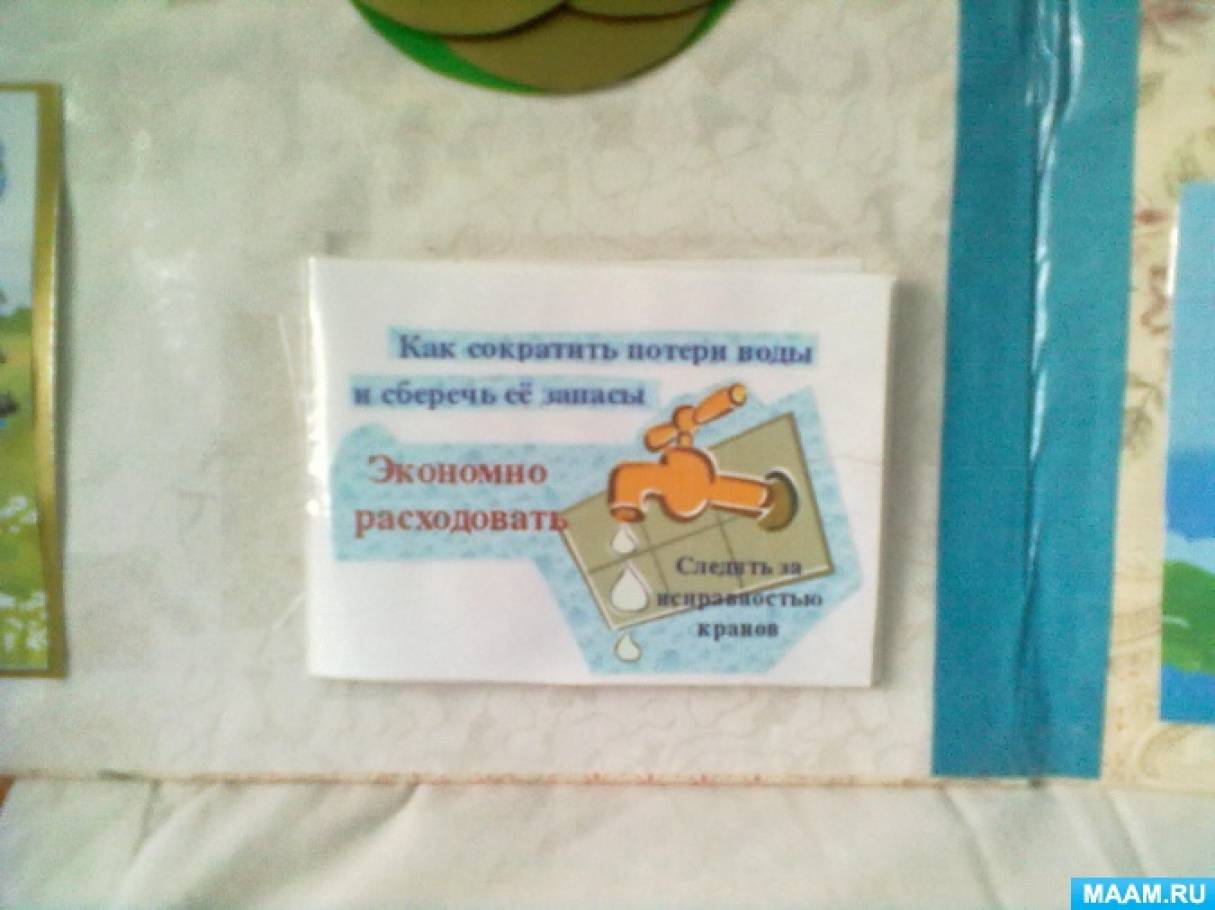 Как сократить потери воды
и сберечь её запасы
Экономно
расходовать
Следить за
исправностью
кранов
MAAM.RU